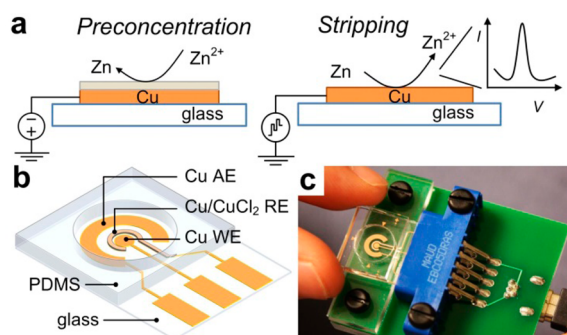 a
Preconcentration
Stripping
Zn
Zn2+
Cu
glass
Zn
Zn2+
Cu
glass
I
V
b
Cu AE
Cu/CuCl2 RE
Cu WE
PDMS
glass
c
EBC05DRAS